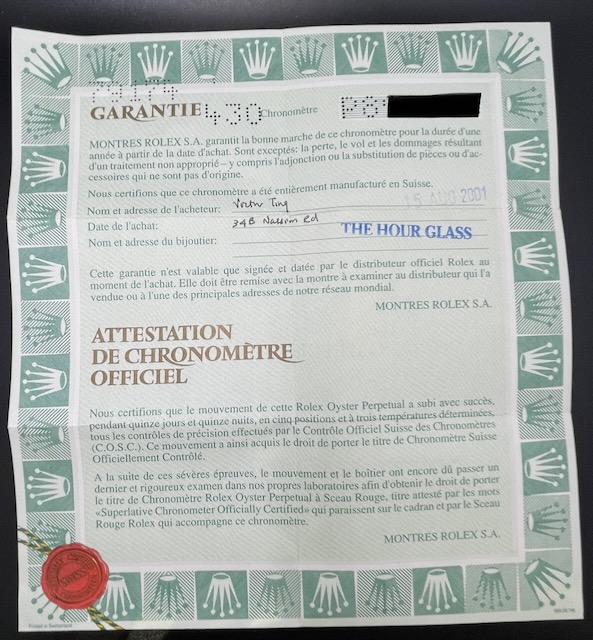 79174
GARANTIE 430 Chronomètre P8
MONTRES ROLEX S.A. garantit la bonne marche de ce chronomètre pour la durée d'une
année à partir de la date d'achat. Sont exceptés: la perte, le vol et les dommages résultant
d'un traitement non approprié – y compris l'adjonction ou la substitution de pièces ou d'ac-
cessoires qui ne sont pas d'origine.
Nous certifions que ce chronomètre a été entièrement manufacturé en Suisse.
Nom et adresse de l'acheteur: 15 AUG 2001
Date de l'achat: 34B Nassim Rd
Nom et adresse du bijoutier: THE HOUR GLASS
Cette garantie n'est valable que signée et datée par le distributeur officiel Rolex au
moment de l'achat. Elle doit être remise avec la montre à examiner au distributeur qui l'a
vendue ou à l'une des principales adresses de notre réseau mondial.
MONTRES ROLEX S.A.
ATTESTATION
DE CHRONOMÈTRE
OFFICIEL
Nous certifions que le mouvement de cette Rolex Oyster Perpetual a subi avec succès,
pendant quinze jours et quinze nuits, en cinq positions et à trois températures déterminées,
tous les contrôles de précision effectués par le Contrôle Officiel Suisse des Chronomètres
(C.O.S.C.). Ce mouvement a ainsi acquis le droit de porter le titre de Chronomètre Suisse
Officiellement Contrôlé.
A la suite de ces sévères épreuves, le mouvement et le boîtier ont encore dû passer un
dernier et rigoureux examen dans nos propres laboratoires afin d'obtenir le droit de porter
le titre de Chronomètre Rolex Oyster Perpetual à Sceau Rouge, titre attesté par les mots
«Superlative Chronometer Officially Certified» qui paraissent sur le cadran et par le Sceau
Rouge Rolex qui accompagne ce chronomètre.
MONTRES ROLEX S.A.
Printed in Switzerland